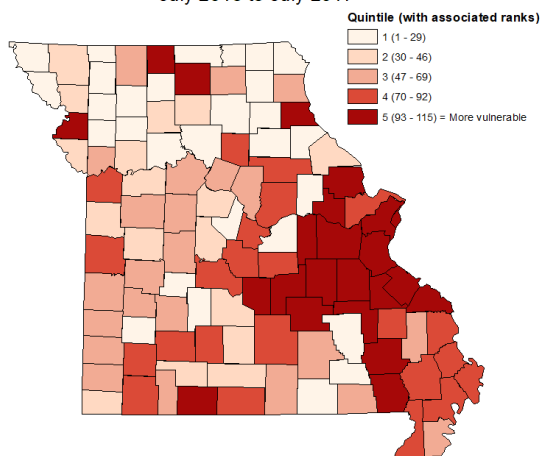 Quintile (with associated ranks)
1 (1 - 29)
2 (30 - 46)
3 (47 - 69)
4 (70 - 92)
5 (93 - 115) = More vulnerable